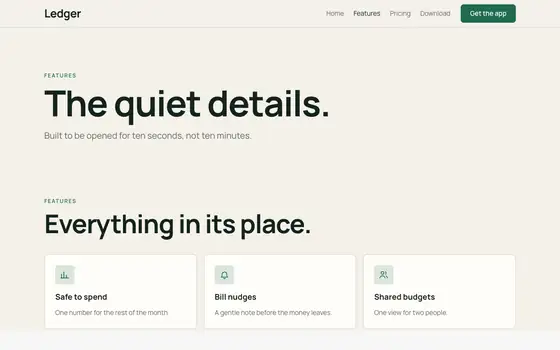 Ledger
Home Features Pricing Download Get the app
FEATURES
The quiet details.
Built to be opened for ten seconds, not ten minutes.
FEATURES
Everything in its place.
Safe to spend
One number for the rest of the month.
Bill nudges
A gentle note before the money leaves.
Shared budgets
One view for two people.